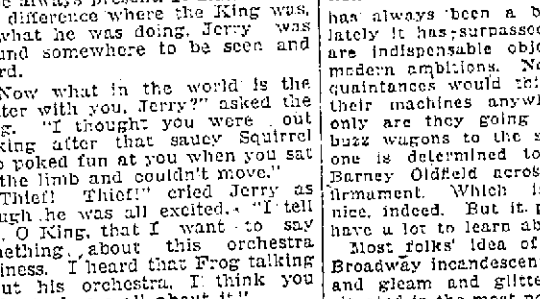 difference where the King was,
what he was doing. Jerry was
und somewhere to be seen and
rd.
Now what in the world is the
ter with you, Jerry?" asked the
g. "I thought you were out
king after that saucy Squirrel
o poked fun at you when you sat
the limb and couldn't move."
Thief! Thief!" cried Jerry as
ugh he was all excited. "I tell
, O King, that I want to say
mething about this orchestra
iness. I heard that Frog talking
ut his orchestra. I think you
about it!"
has always been a b
lately it has surpassed
are indispensable obje
modern ambitions. Ne
quaintances would thi
their machines anywh
only are they going
buzz wagons to the s
one is determined to
Barney Oldfield acros
firmament. Which is
nice, indeed. But it
have a lot to learn ab
Most folks' idea of
Broadway incandescen
and gleam and glitte